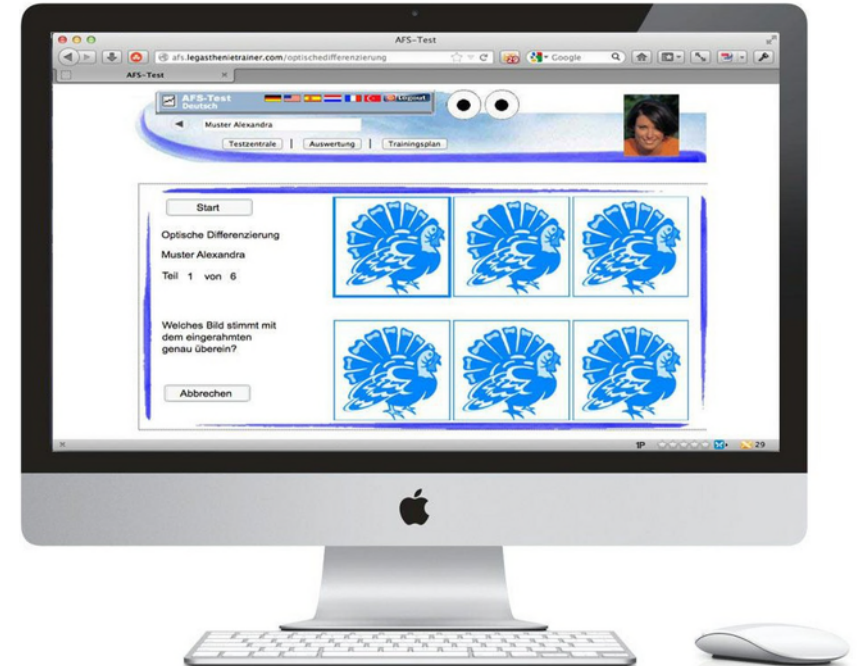 AFS-Test
afs.legasthenietrainer.com/optischedifferenzierung
Google
AFS-Test
AFS-Test
Deutsch
Logout
Muster Alexandra
Testzentrale | Auswertung | Trainingsplan
Start
Optische Differenzierung
Muster Alexandra
Teil 1 von 6
Welches Bild stimmt mit
dem eingerahmten
genau überein?
Abbrechen
1P
29